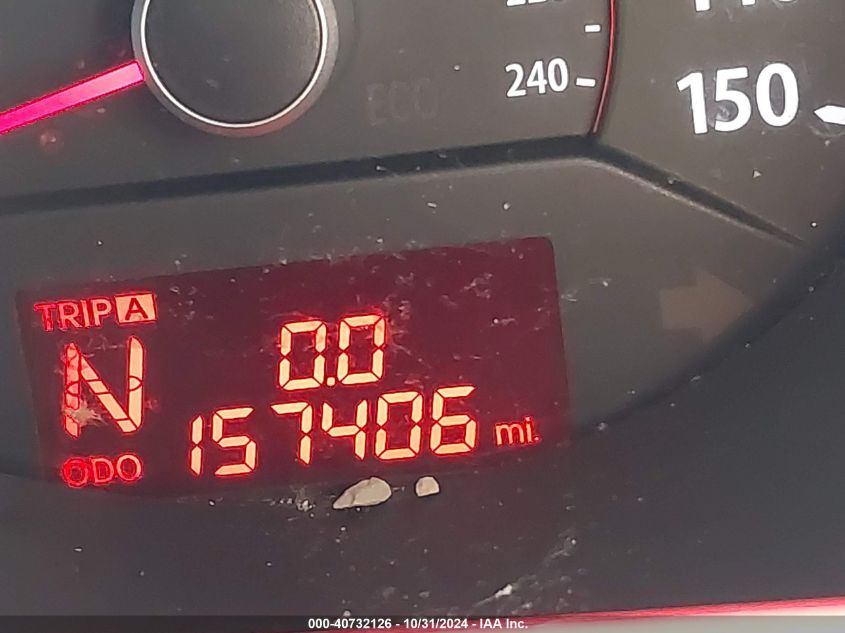 240
150
ECO
TRIP A
0.0
N
157406 mi.
ODO
000-40732126 - 10/31/2024 - IAA Inc.